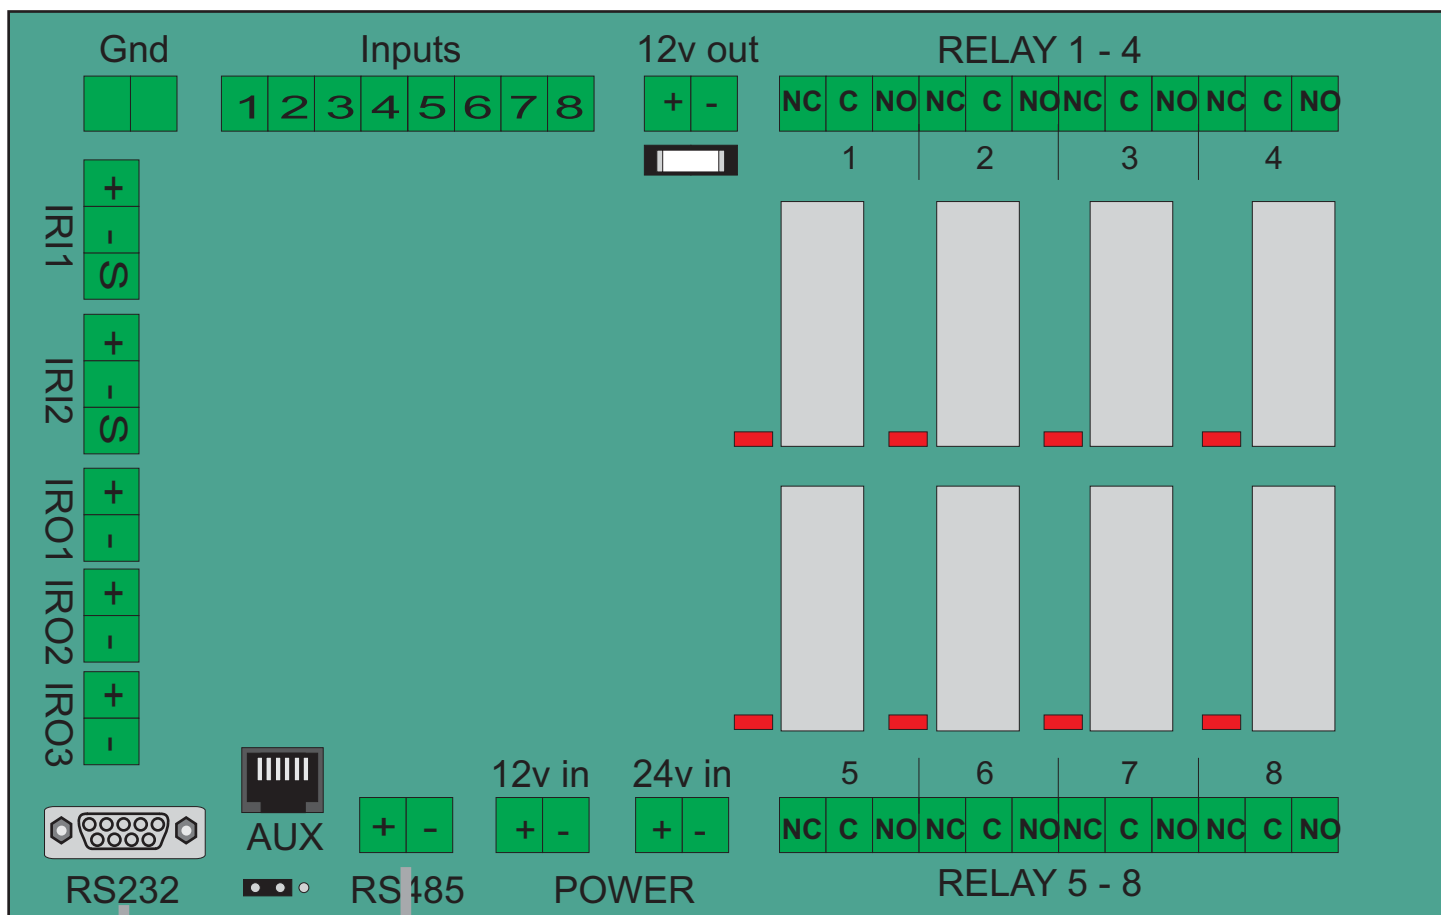 Gnd Inputs 12v out RELAY 1 - 4
1 2 3 4 5 6 7 8 + - NC C NO NC C NO NC C NO NC C NO
1 2 3 4
IRI1 + - S
IRI2 + - S
IRO1 + -
IRO2 + -
IRO3 + -
12v in 24v in 5 6 7 8
+ - + - + - NC C NO NC C NO NC C NO NC C NO
AUX
RS232 RS485 POWER RELAY 5 - 8